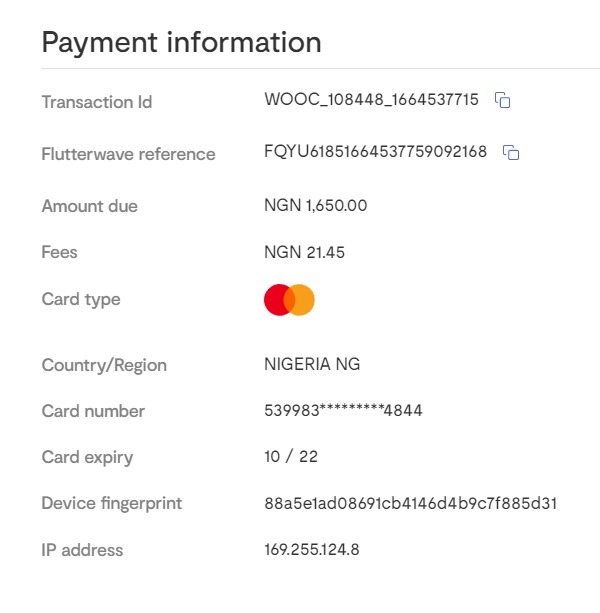 Payment information
Transaction Id WOOC_108448_1664537715
Flutterwave reference FQYU61851664537759092168
Amount due NGN 1,650.00
Fees NGN 21.45
Card type
Country/Region NIGERIA NG
Card number 539983*********4844
Card expiry 10 / 22
Device fingerprint 88a5e1ad08691cb4146d4b9c7f885d31
IP address 169.255.124.8